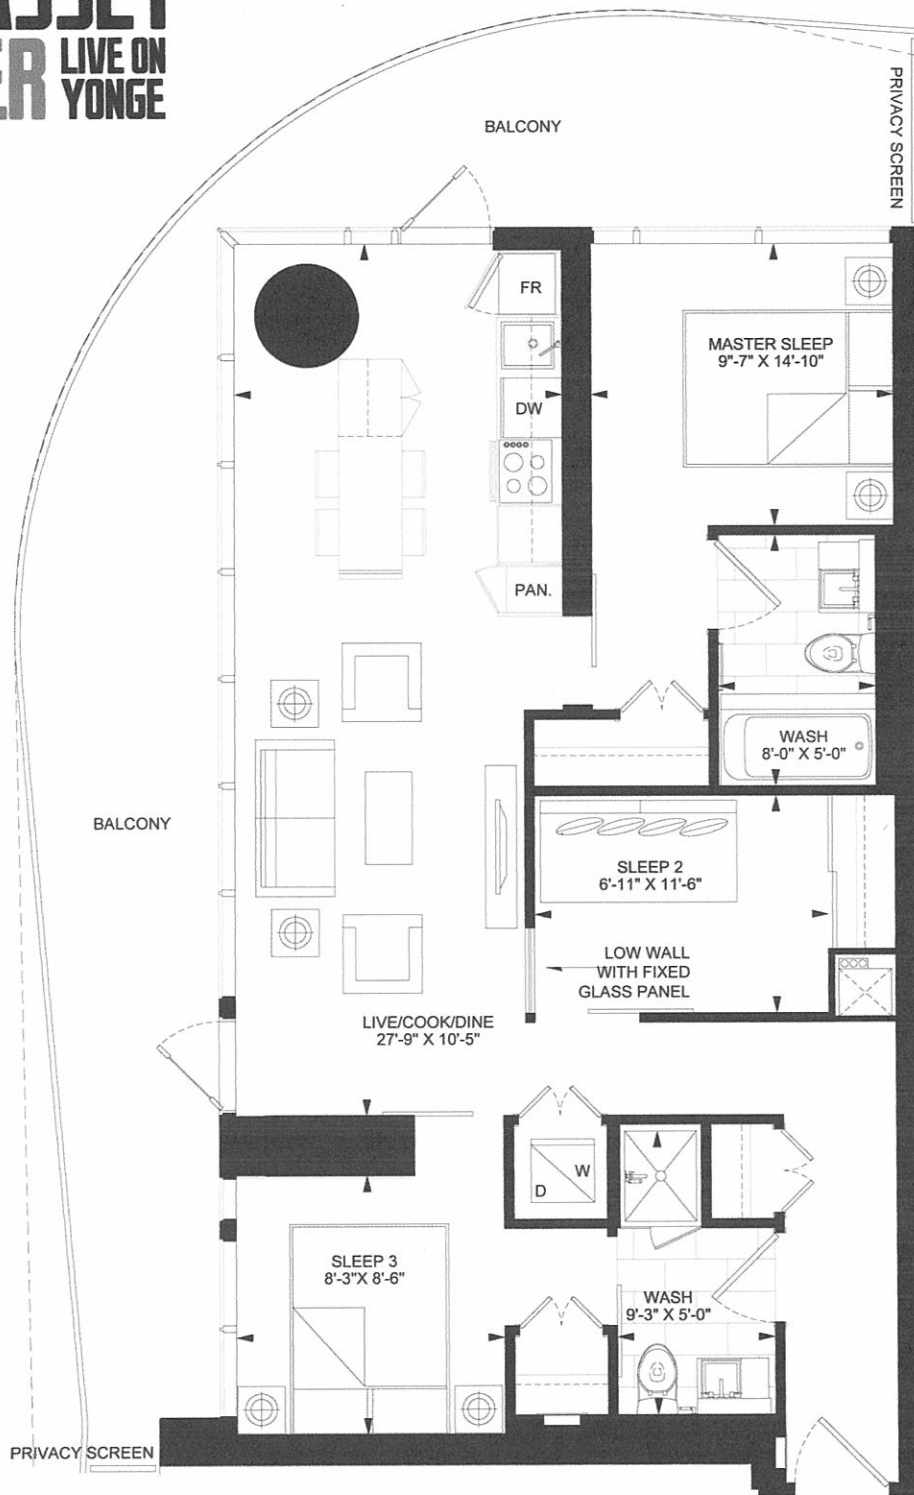 LIVE ON
YONGE
BALCONY
PRIVACY SCREEN
FR
MASTER SLEEP
9"-7" X 14'-10"
DW
PAN.
WASH
8'-0" X 5'-0"
BALCONY
SLEEP 2
6'-11" X 11'-6"
LOW WALL
WITH FIXED
GLASS PANEL
LIVE/COOK/DINE
27'-9" X 10'-5"
W
D
SLEEP 3
8'-3"X 8'-6"
WASH
9'-3" X 5'-0"
PRIVACY SCREEN